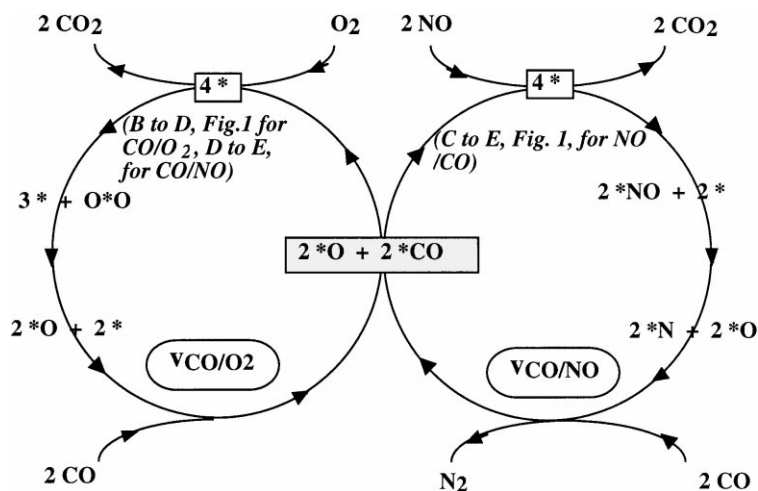 2 CO2 O2 2 NO 2 CO2
4 * 4 *
(B to D, Fig.1 for
CO/O2, D to E,
for CO/NO)
(C to E, Fig. 1, for NO
/CO)
3 * + O*O 2 *NO + 2 *
2 *O + 2 *CO
2 *O + 2 * 2 *N + 2 *O
vCO/O2 vCO/NO
2 CO N2 2 CO